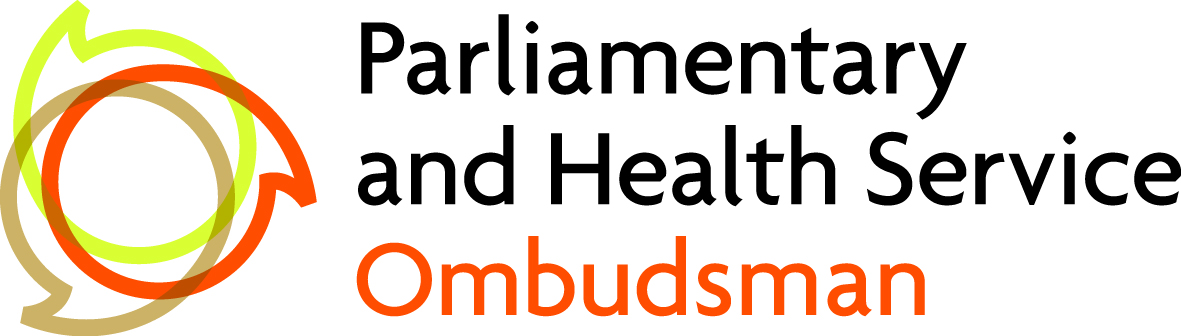 Parliamentary
and Health Service
Ombudsman